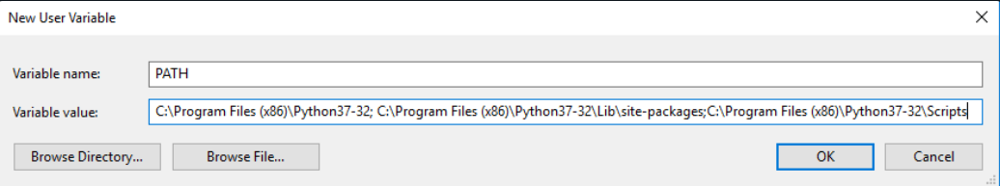 New User Variable
Variable name: PATH
Variable value: C:\Program Files (x86)\Python37-32; C:\Program Files (x86)\Python37-32\Lib\site-packages;C:\Program Files (x86)\Python37-32\Scripts
Browse Directory... Browse File... OK Cancel